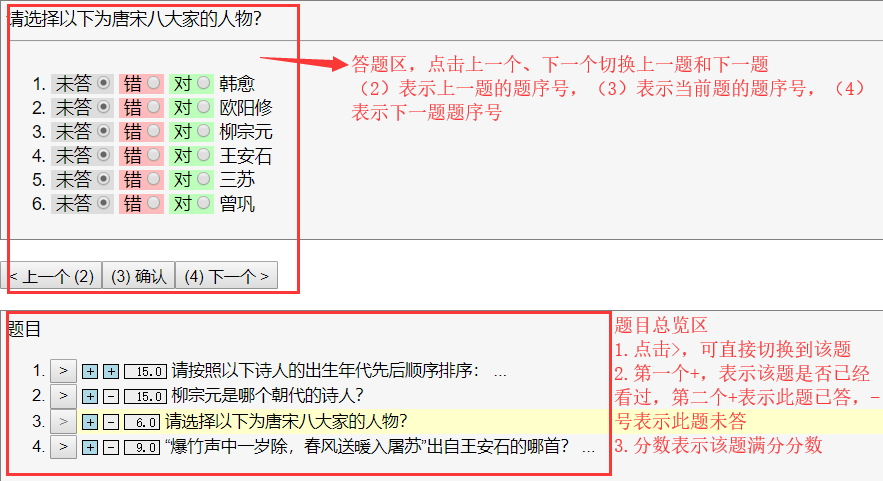 请选择以下为唐宋八大家的人物?
1. 未答 错 对 韩愈
2. 未答 错 对 欧阳修
3. 未答 错 对 柳宗元
4. 未答 错 对 王安石
5. 未答 错 对 三苏
6. 未答 错 对 曾巩
答题区，点击上一个、下一个切换上一题和下一题
（2）表示上一题的题序号，（3）表示当前题的题序号，（4）
表示下一题题序号
< 上一个 (2) (3) 确认 (4) 下一个 >
题目
1. > + + 15.0 请按照以下诗人的出生年代先后顺序排序： ...
2. > + - 15.0 柳宗元是哪个朝代的诗人?
3. > + - 6.0 请选择以下为唐宋八大家的人物?
4. > + - 9.0 “爆竹声中一岁除，春风送暖入屠苏”出自王安石的哪首? ...
题目总览区
1.点击>，可直接切换到该题
2.第一个+，表示该题是否已经
看过，第二个+表示此题已答，-
号表示此题未答
3.分数表示该题满分分数